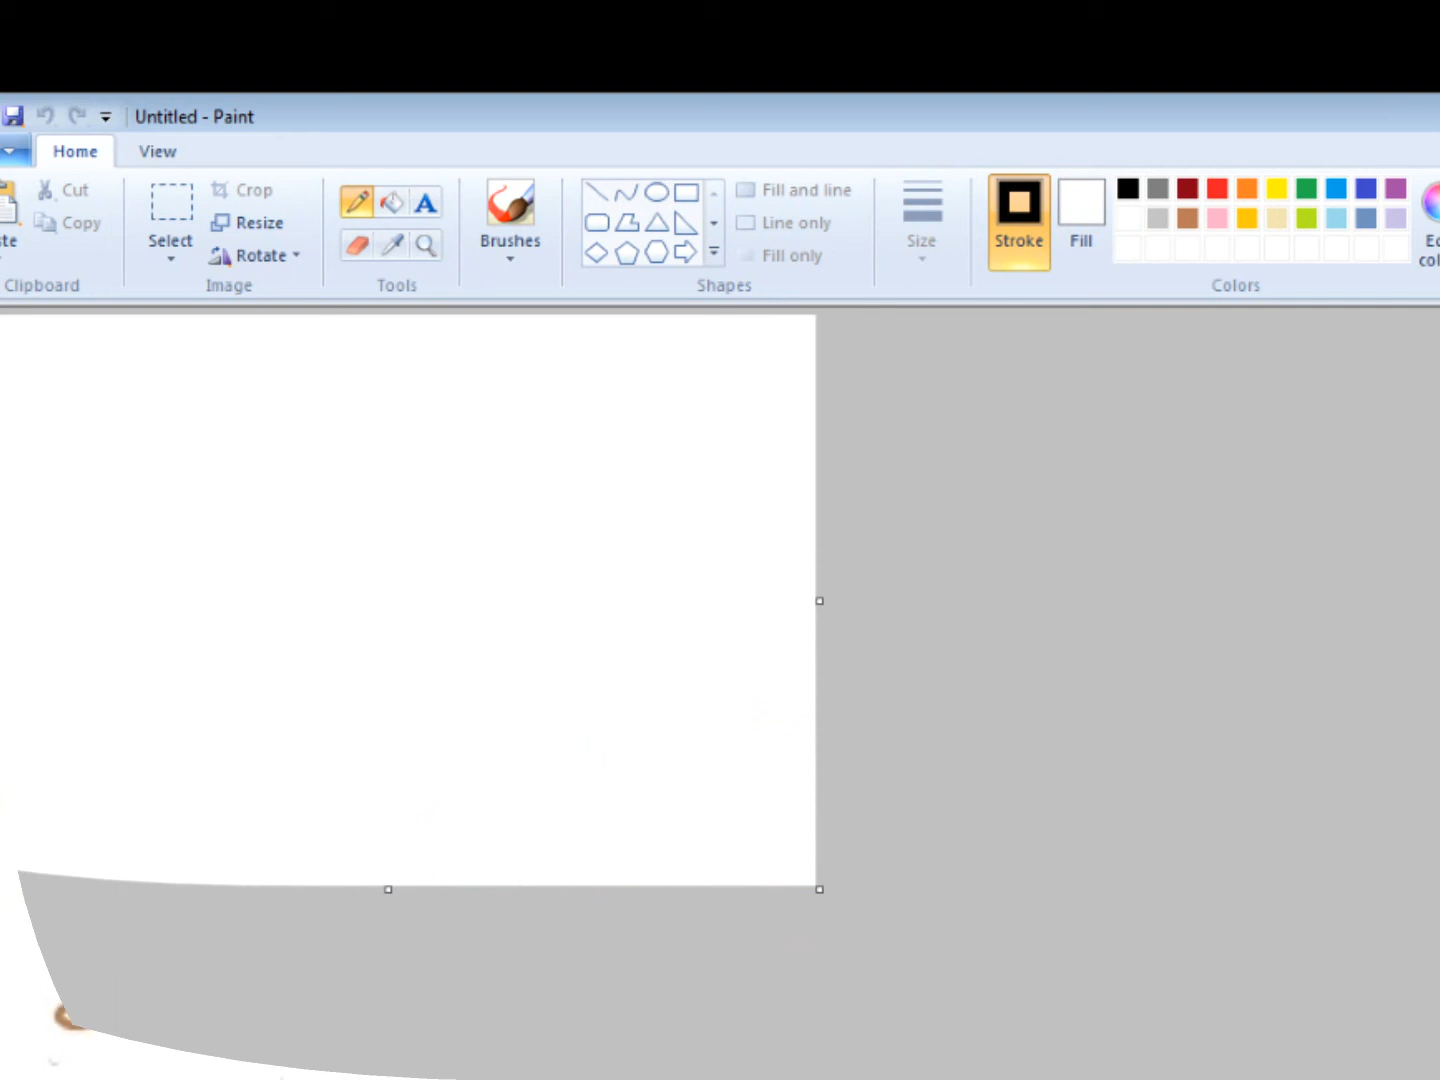 Untitled - Paint
Home View
Cut
Copy
Clipboard
Select
Crop
Resize
Rotate
Image
A
Tools
Brushes
Shapes
Fill and line
Line only
Fill only
Size
Stroke
Fill
Colors